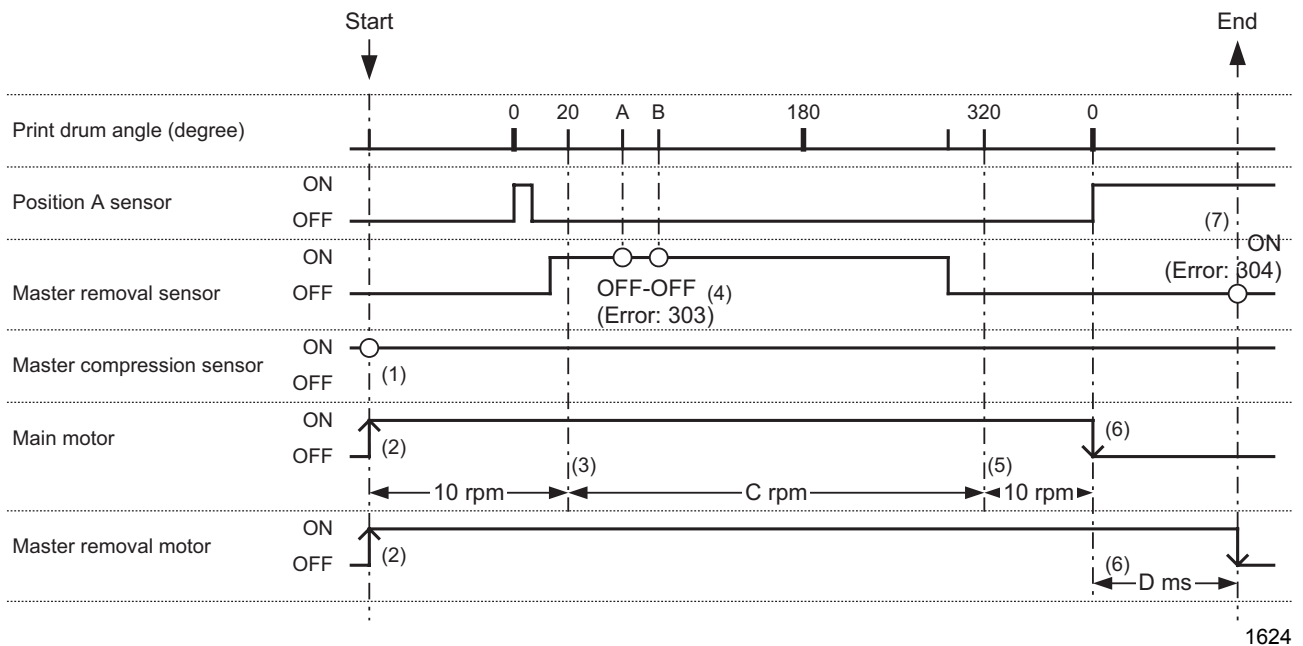 Start
End
0 20 A B 180 320 0
Print drum angle (degree)
ON
Position A sensor
OFF
(7)
ON
ON
(Error: 304)
Master removal sensor
OFF
OFF-OFF (4)
(Error: 303)
ON
Master compression sensor
OFF
(1)
ON
Main motor
OFF
(2)
(6)
(3)
(5)
10 rpm
C rpm
10 rpm
ON
Master removal motor
OFF
(2)
(6)
D ms
1624